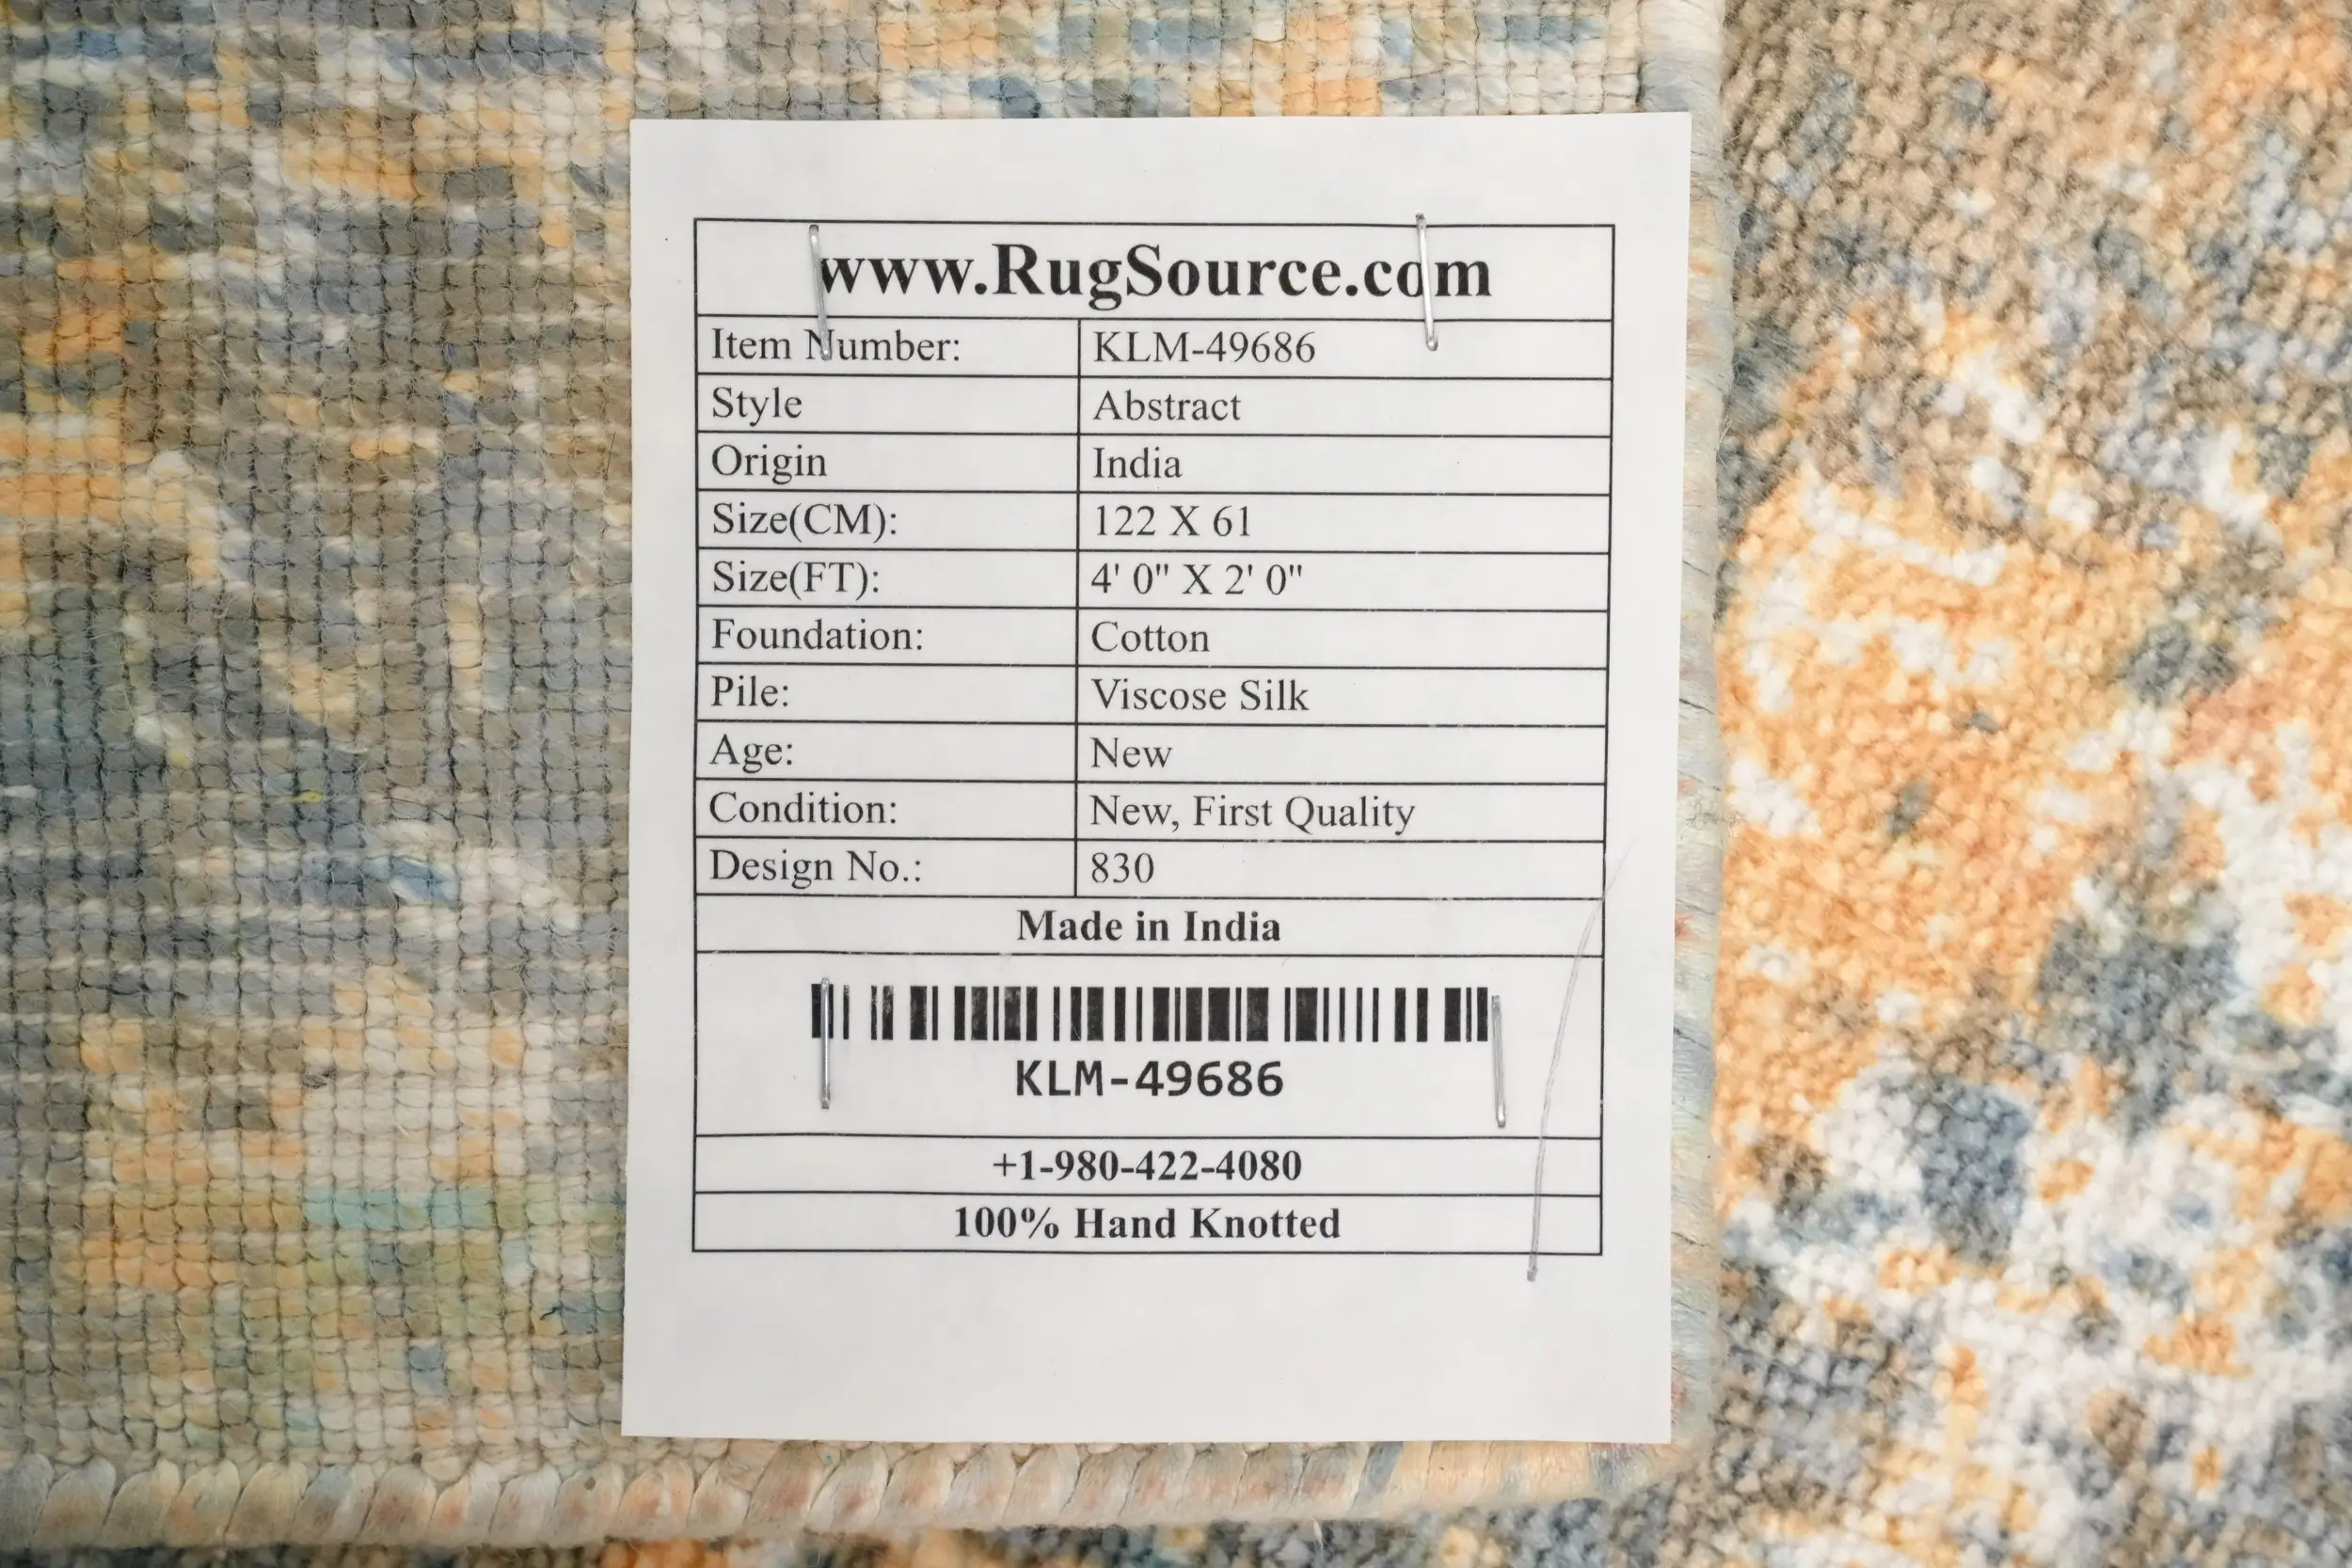 www.RugSource.com
Item Number: KLM-49686
Style Abstract
Origin India
Size(CM): 122 X 61
Size(FT): 4' 0" X 2' 0"
Foundation: Cotton
Pile: Viscose Silk
Age: New
Condition: New, First Quality
Design No.: 830
Made in India
KLM-49686
+1-980-422-4080
100% Hand Knotted